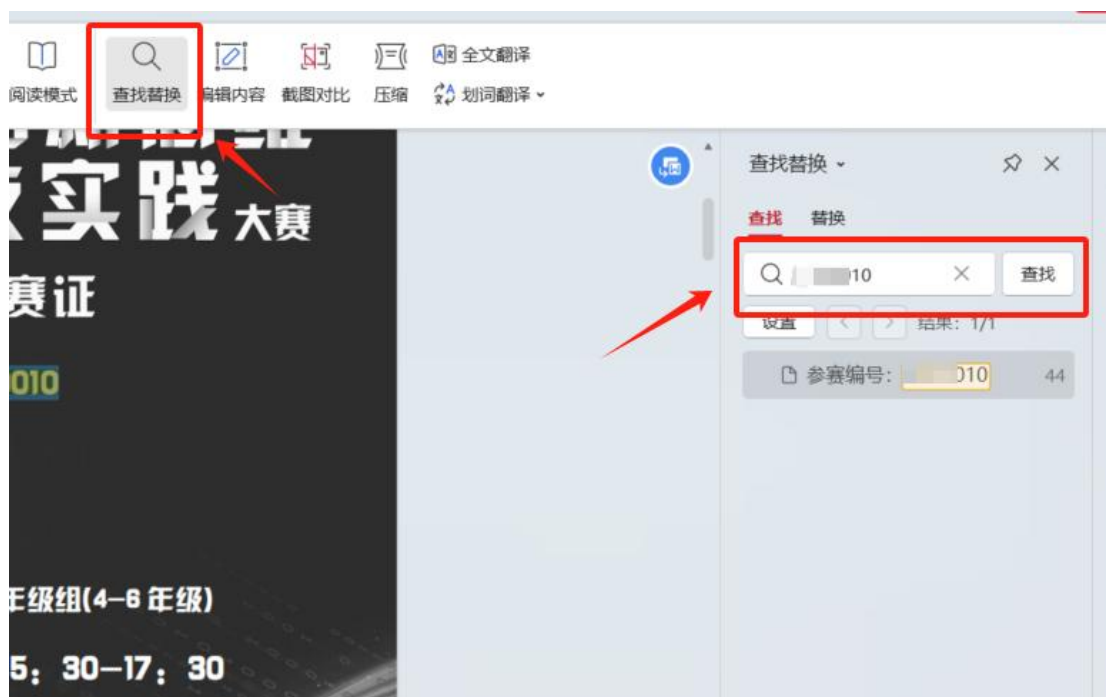 阅读模式 查找替换 编辑内容 截图对比 压缩 全文翻译
划词翻译
实践大赛
赛证
010
查找替换
查找 替换
010 查找
设置 结果：1/1
参赛编号： 010 44
年级组(4-6 年级)
5；30-17；30